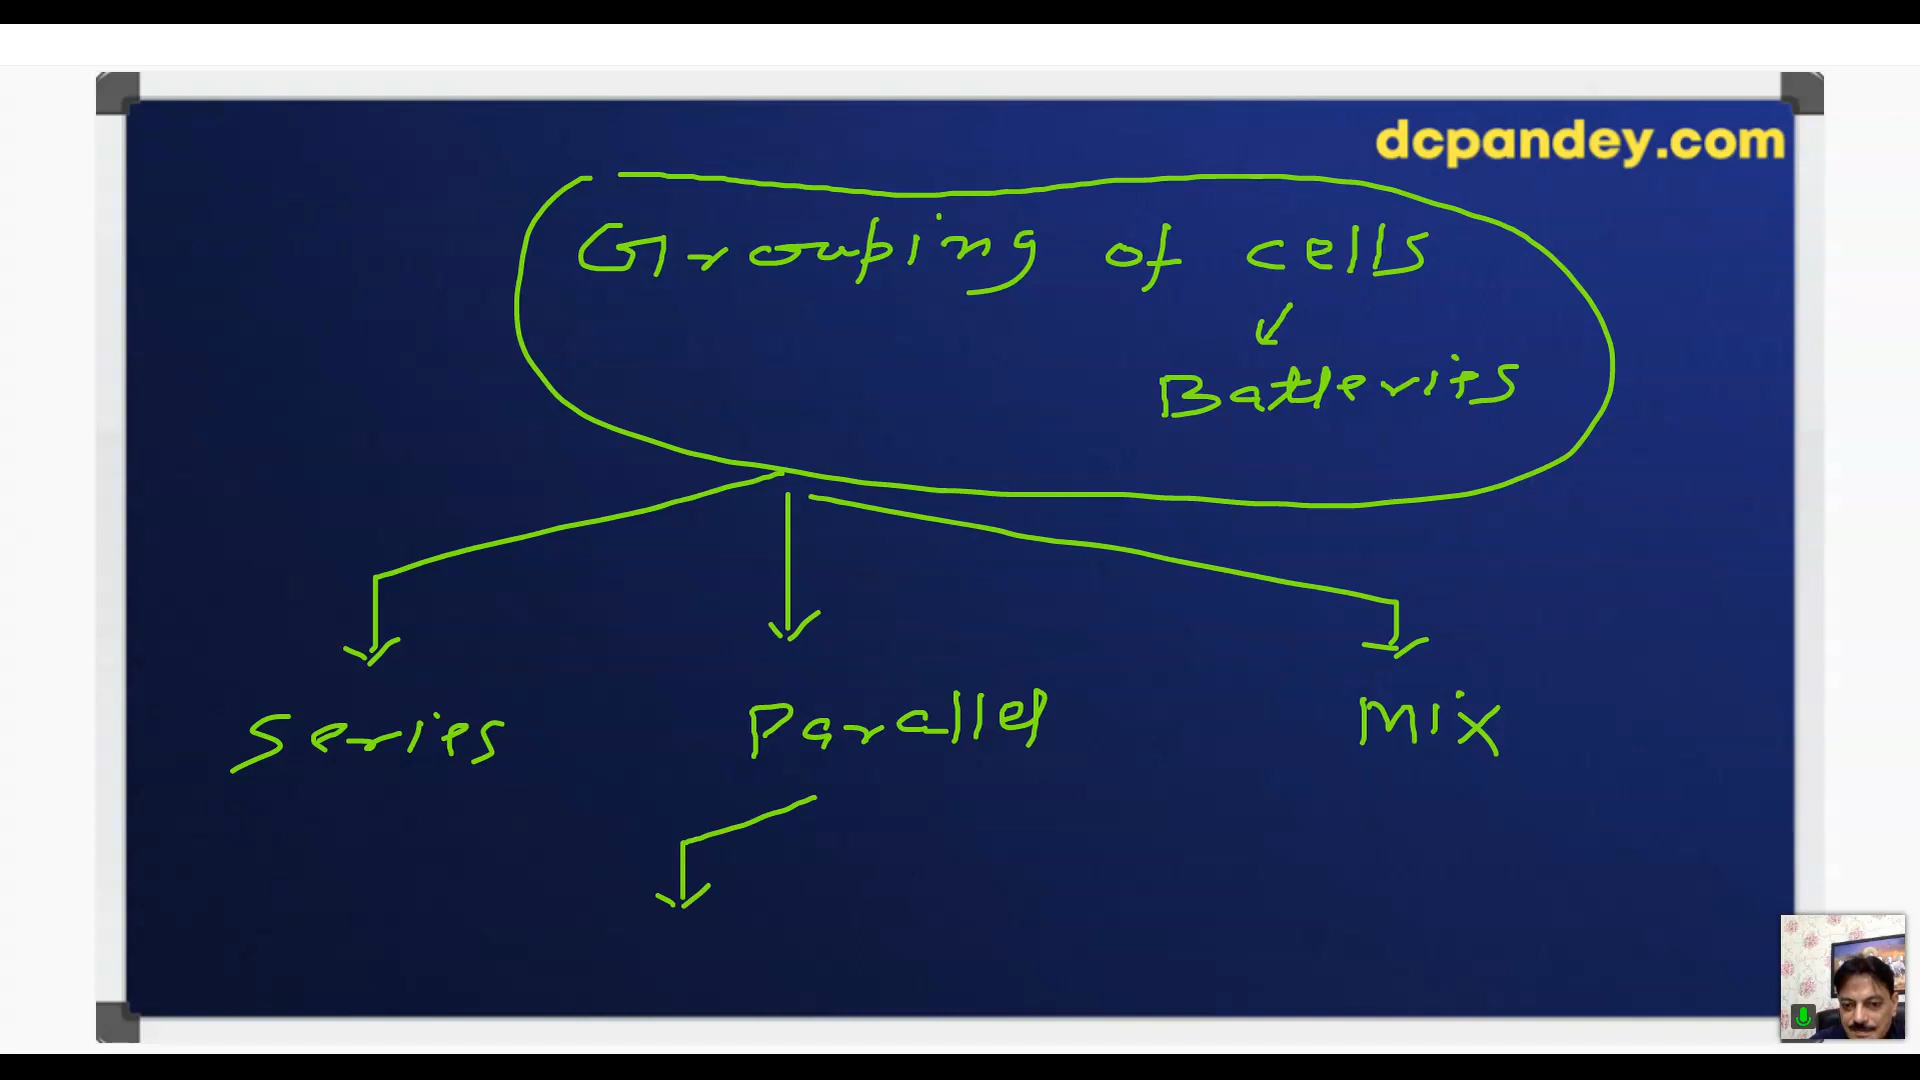 dcpandey.com
Grouping of cells
Batteries
Series Parallel Mix